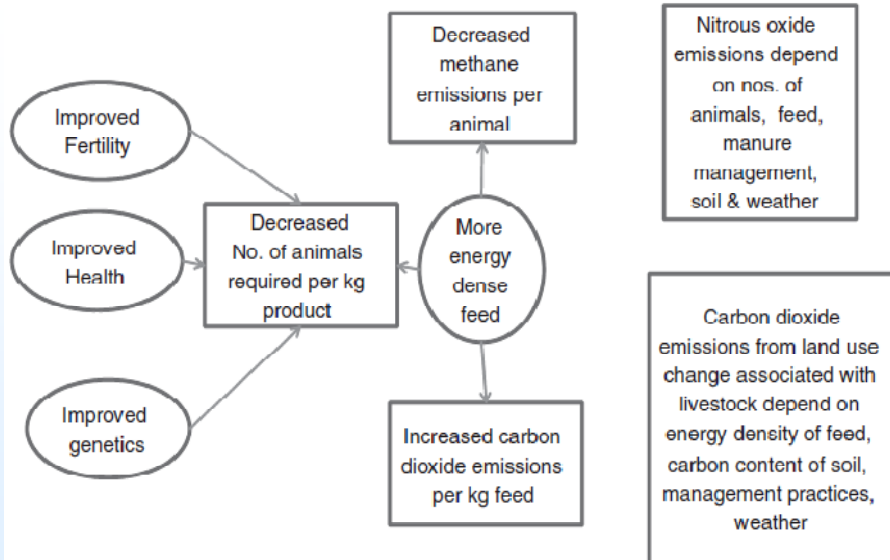 Improved
Fertility
Improved
Health
Improved
genetics
Decreased
No. of animals
required per kg
product
Decreased
methane
emissions per
animal
More
energy
dense
feed
Increased carbon
dioxide emissions
per kg feed
Nitrous oxide
emissions depend
on nos. of
animals, feed,
manure
management,
soil & weather
Carbon dioxide
emissions from land use
change associated with
livestock depend on
energy density of feed,
carbon content of soil,
management practices,
weather